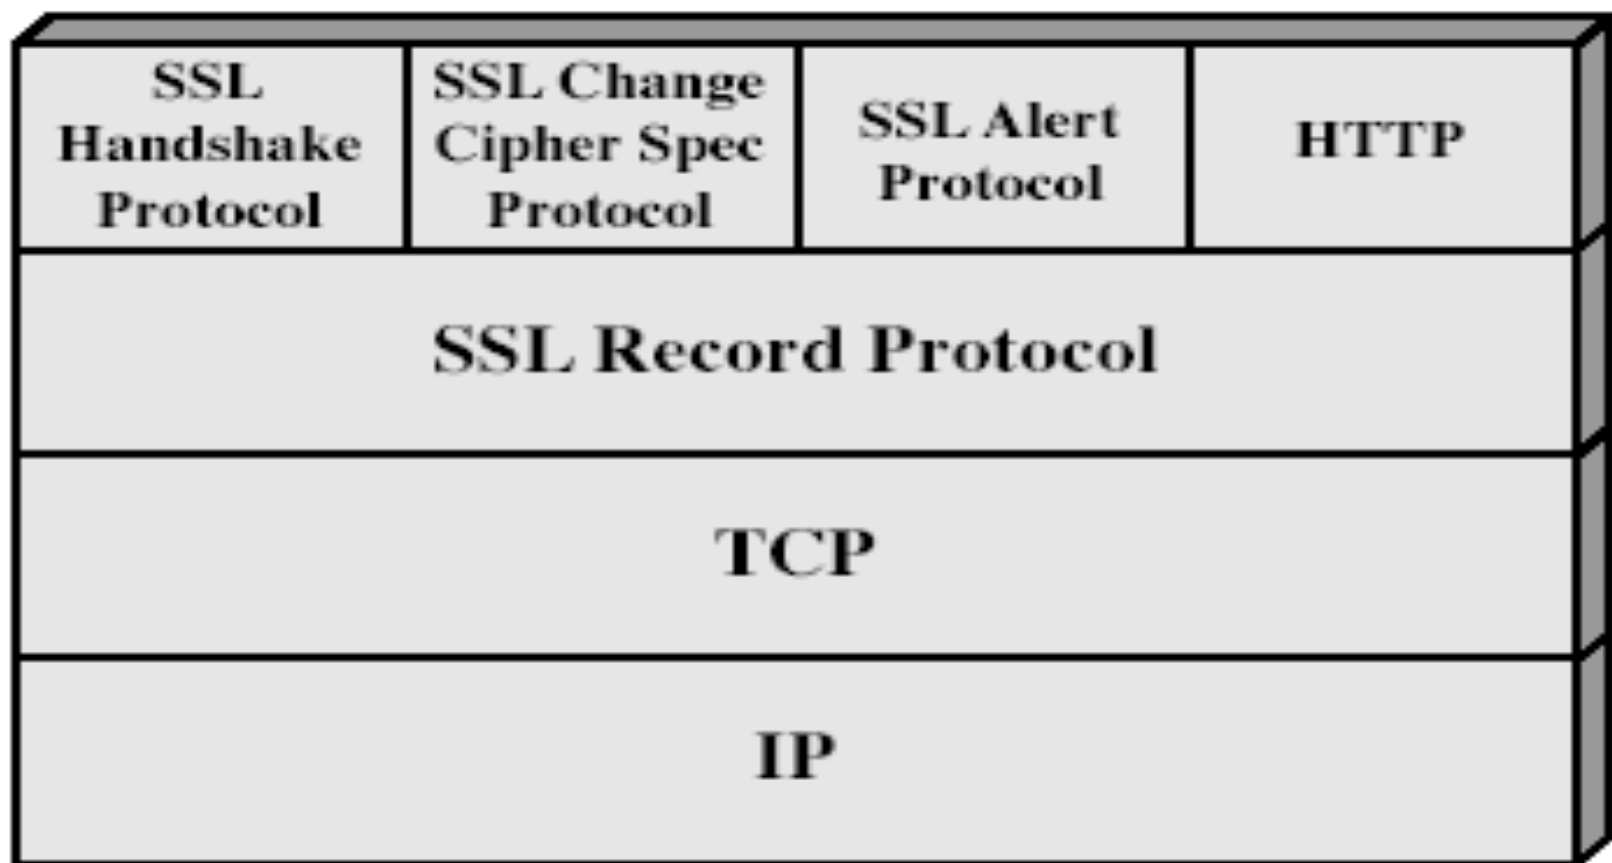 SSL
Handshake
Protocol
SSL Change
Cipher Spec
Protocol
SSL Alert
Protocol
HTTP
SSL Record Protocol
TCP
IP